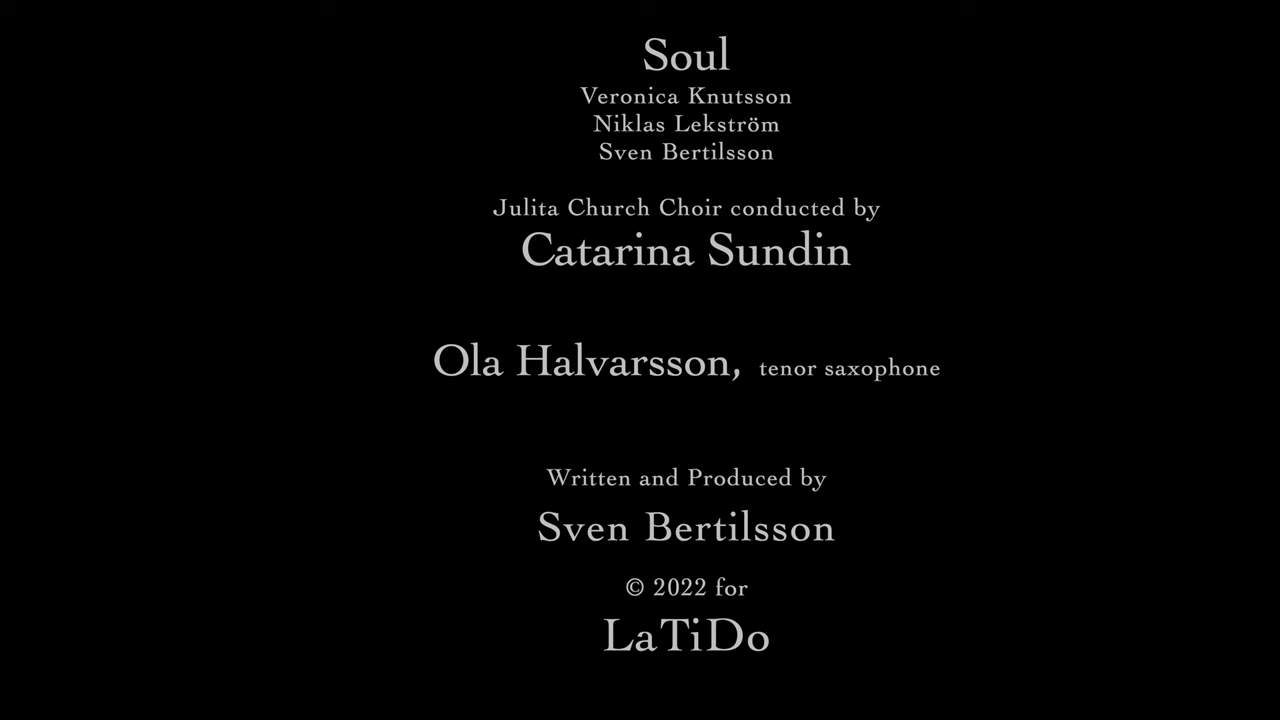 Soul
Veronica Knutsson
Niklas Lekström
Sven Bertilsson
Julita Church Choir conducted by
Catarina Sundin
Ola Halvarsson, tenor saxophone
Written and Produced by
Sven Bertilsson
© 2022 for
LaTiDo